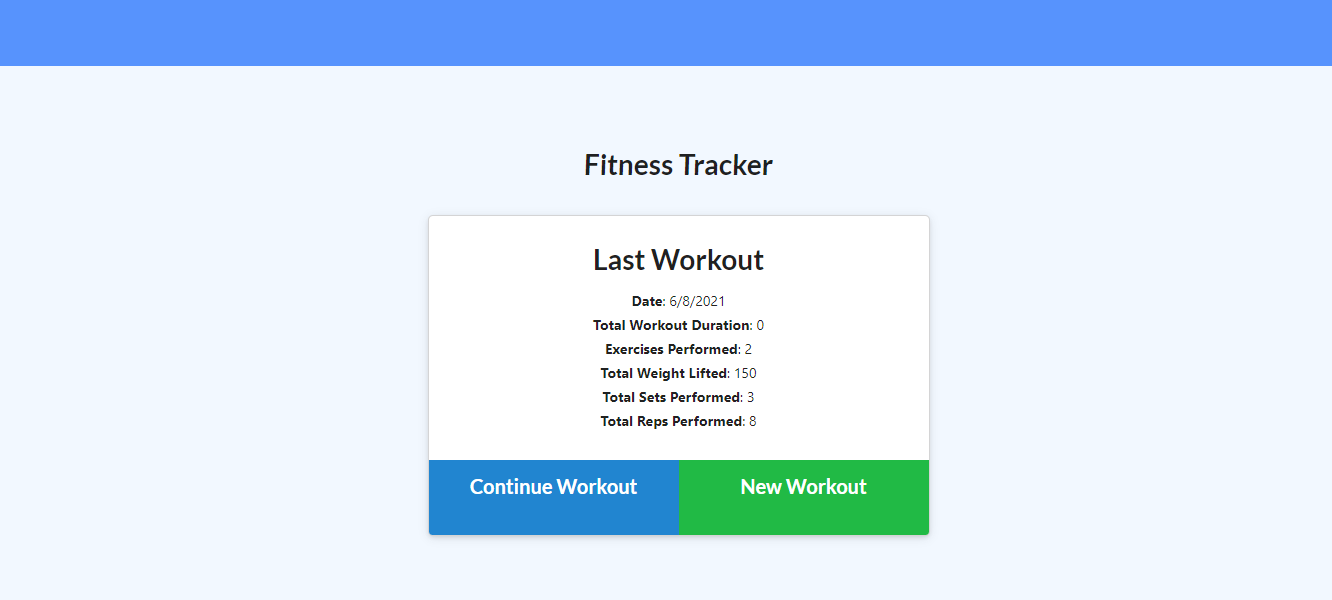 Fitness Tracker
Last Workout
Date: 6/8/2021
Total Workout Duration: 0
Exercises Performed: 2
Total Weight Lifted: 150
Total Sets Performed: 3
Total Reps Performed: 8
Continue Workout
New Workout